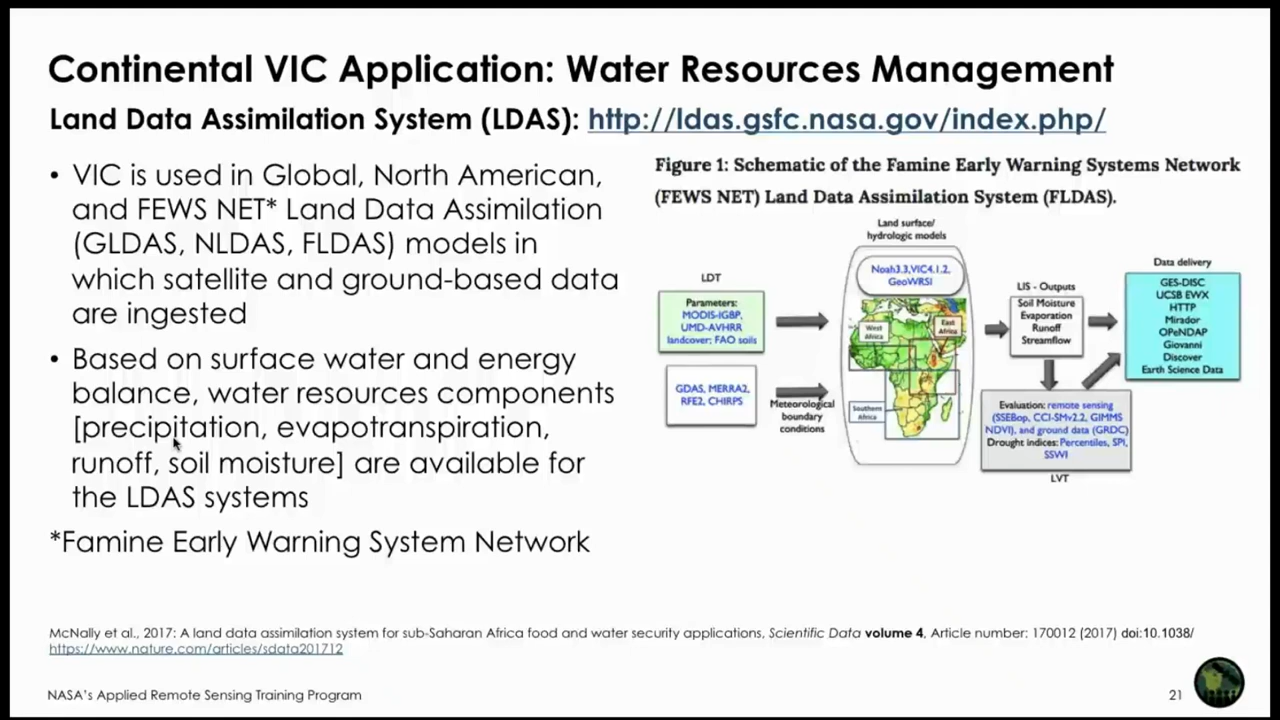 Continental VIC Application: Water Resources Management
Land Data Assimilation System (LDAS): http://ldas.gsfc.nasa.gov/index.php/
• VIC is used in Global, North American,
and FEWS NET* Land Data Assimilation
(GLDAS, NLDAS, FLDAS) models in
which satellite and ground-based data
are ingested
• Based on surface water and energy
balance, water resources components
[precipitation, evapotranspiration,
runoff, soil moisture] are available for
the LDAS systems
*Famine Early Warning System Network
Figure 1: Schematic of the Famine Early Warning Systems Network
(FEWS NET) Land Data Assimilation System (FLDAS).
LDT
Parameters:
MODIS-IGBP,
UMD-AVHRR
landcover; FAO soils
GDAS, MERRA2,
RFE2, CHIRPS
Meteorological
boundary
conditions
Land surface/
hydrologic models
Noah3.3,VIC4.1.2,
GeoWRSI
West
Africa
East
Africa
Southern
Africa
LIS - Outputs
Soil Moisture
Evaporation
Runoff
Streamflow
Evaluation: remote sensing
(SSEBop, CCI-SMv2.2, GIMMS
NDVI), and ground data (GRDC)
Drought indices: Percentiles, SPI,
SSWI
LVT
Data delivery
GES-DISC
UCSB EWX
HTTP
Mirador
OPeNDAP
Giovanni
Discover
Earth Science Data
McNally et al., 2017: A land data assimilation system for sub-Saharan Africa food and water security applications, Scientific Data volume 4, Article number: 170012 (2017) doi:10.1038/
https://www.nature.com/articles/sdata201712
NASA's Applied Remote Sensing Training Program
21